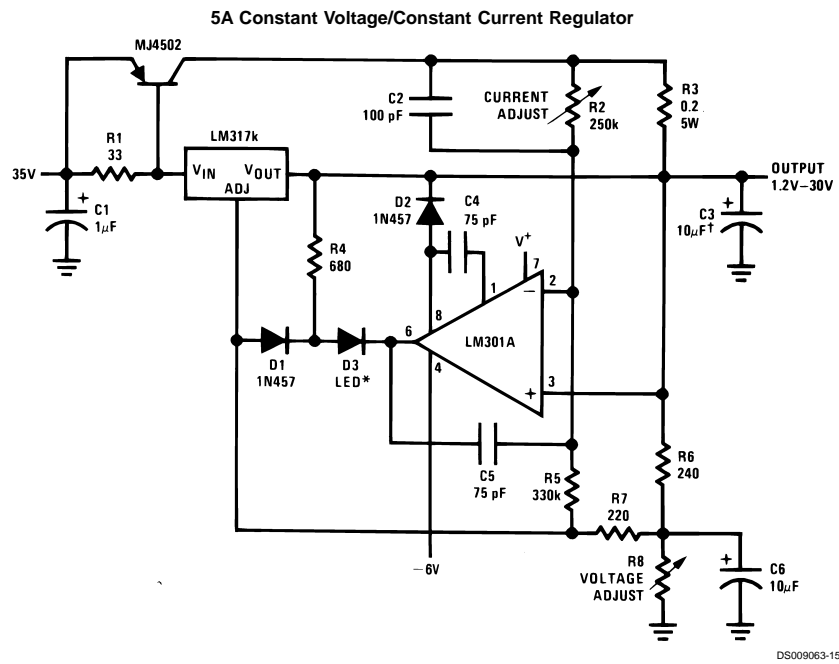 5A Constant Voltage/Constant Current Regulator
MJ4502
C2
100 pF
CURRENT
ADJUST
R2
250k
R3
0.2
5W
R1
33
LM317k
35V
VIN
VOUT
ADJ
OUTPUT
1.2V–30V
C1
1μF
D2
1N457
C4
75 pF
C3
10μF†
V+
7
R4
680
1
2
–
8
6
LM301A
4
3
+
D1
1N457
D3
LED*
C5
75 pF
R5
330k
R6
240
R7
220
–6V
R8
VOLTAGE
ADJUST
C6
10μF
DS009063-15